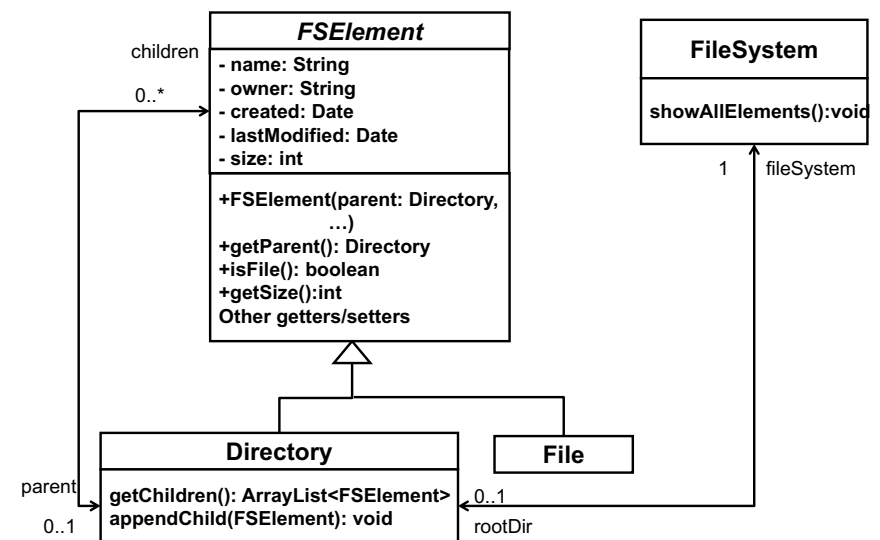 FSElement
children
- name: String
- owner: String
0..*
- created: Date
- lastModified: Date
- size: int
+FSElement(parent: Directory,
…)
+getParent(): Directory
+isFile(): boolean
+getSize():int
Other getters/setters
FileSystem
showAllElements():void
1
fileSystem
Directory
getChildren(): ArrayList<FSElement>
appendChild(FSElement): void
File
parent
0..1
0..1
rootDir